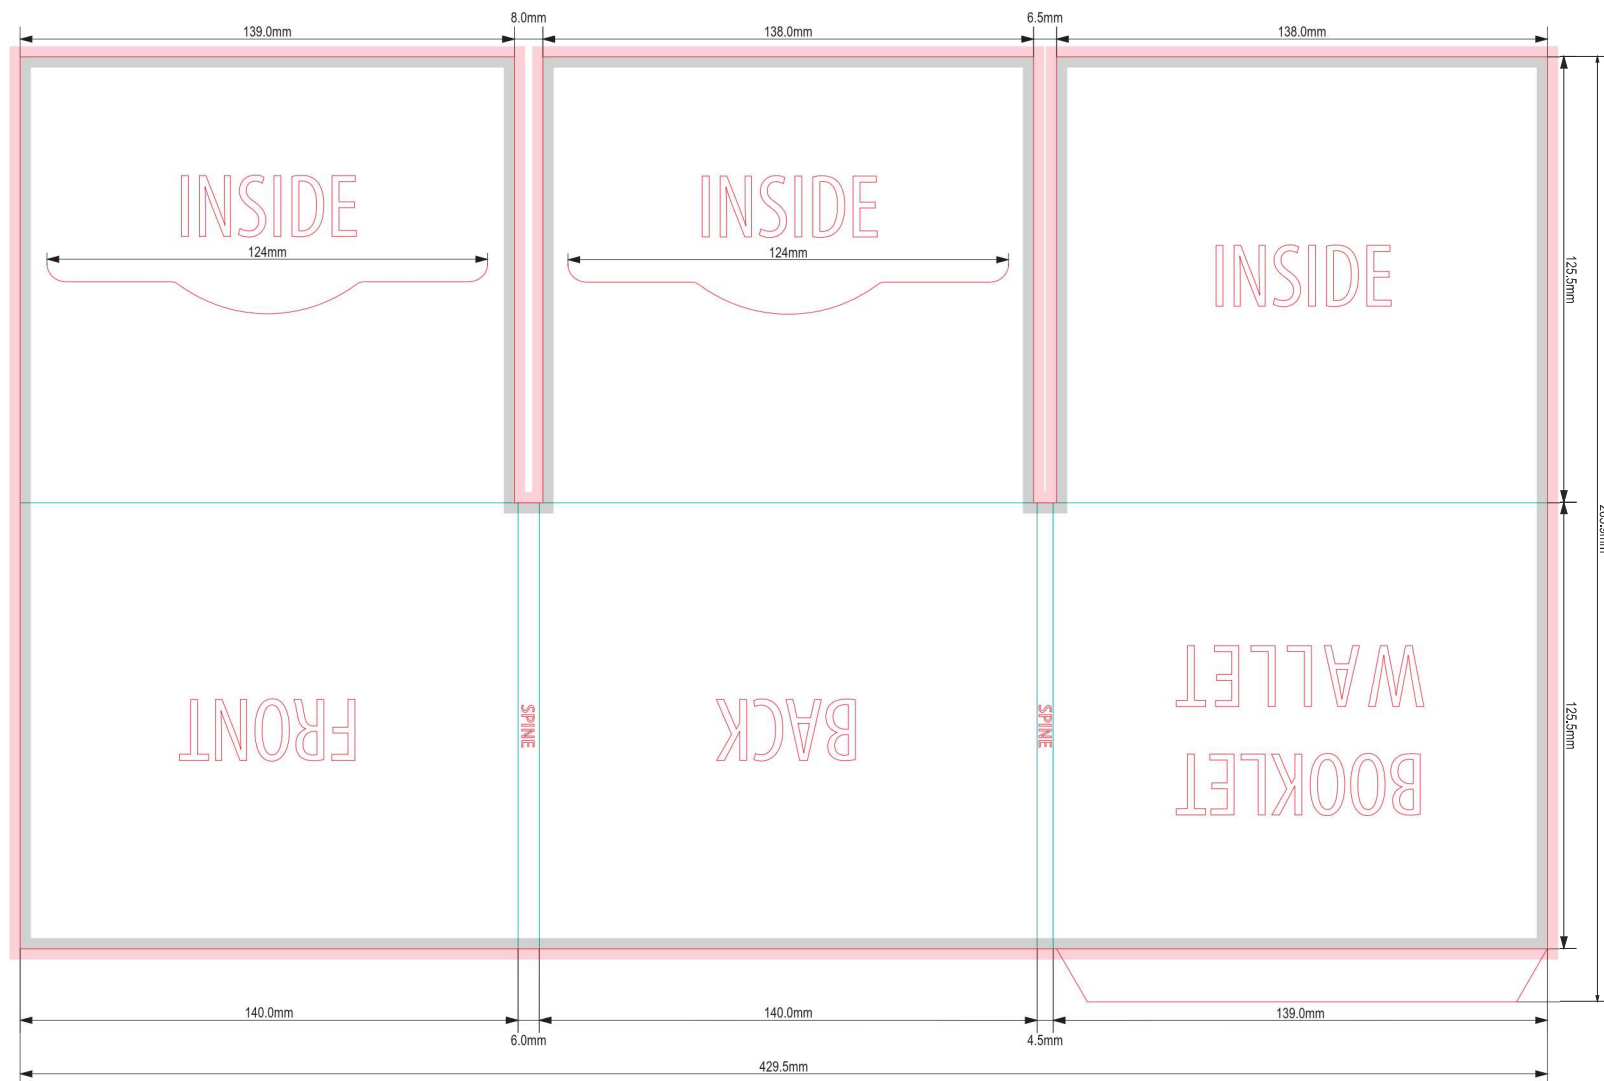 8.0mm
6.5mm
139.0mm
138.0mm
138.0mm
INSIDE
INSIDE
INSIDE
124mm
124mm
125.5mm
FRONT
SPINE
BACK
SPINE
BOOKLET
WALLET
125.5mm
140.0mm
140.0mm
139.0mm
6.0mm
4.5mm
429.5mm